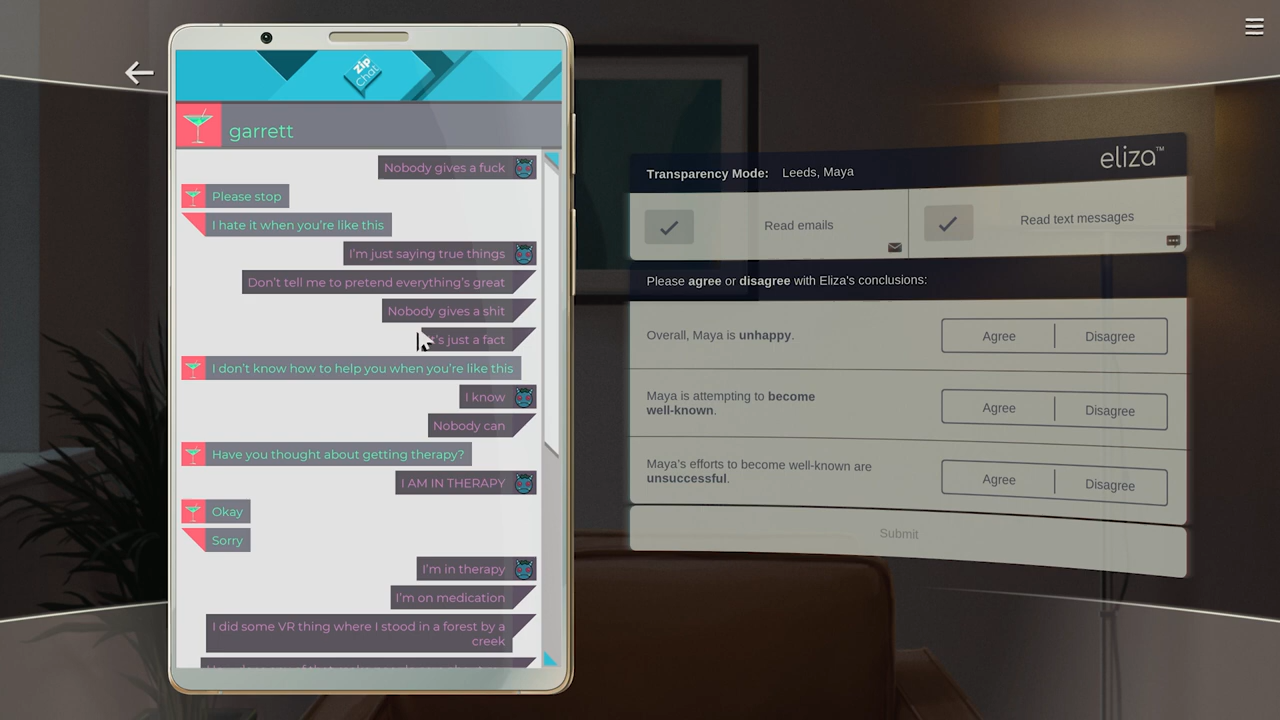 zip
Chat
garrett
Nobody gives a fuck
Please stop
I hate it when you're like this
I'm just saying true things
Don't tell me to pretend everything's great
Nobody gives a shit
's just a fact
I don't know how to help you when you're like this
I know
Nobody can
Have you thought about getting therapy?
I AM IN THERAPY
Okay
Sorry
I'm in therapy
I'm on medication
I did some VR thing where I stood in a forest by a
creek
eliza™
Transparency Mode: Leeds, Maya
Read emails
Read text messages
Please agree or disagree with Eliza's conclusions:
Overall, Maya is unhappy.
Agree
Disagree
Maya is attempting to become
well-known.
Agree
Disagree
Maya's efforts to become well-known are
unsuccessful.
Agree
Disagree
Submit